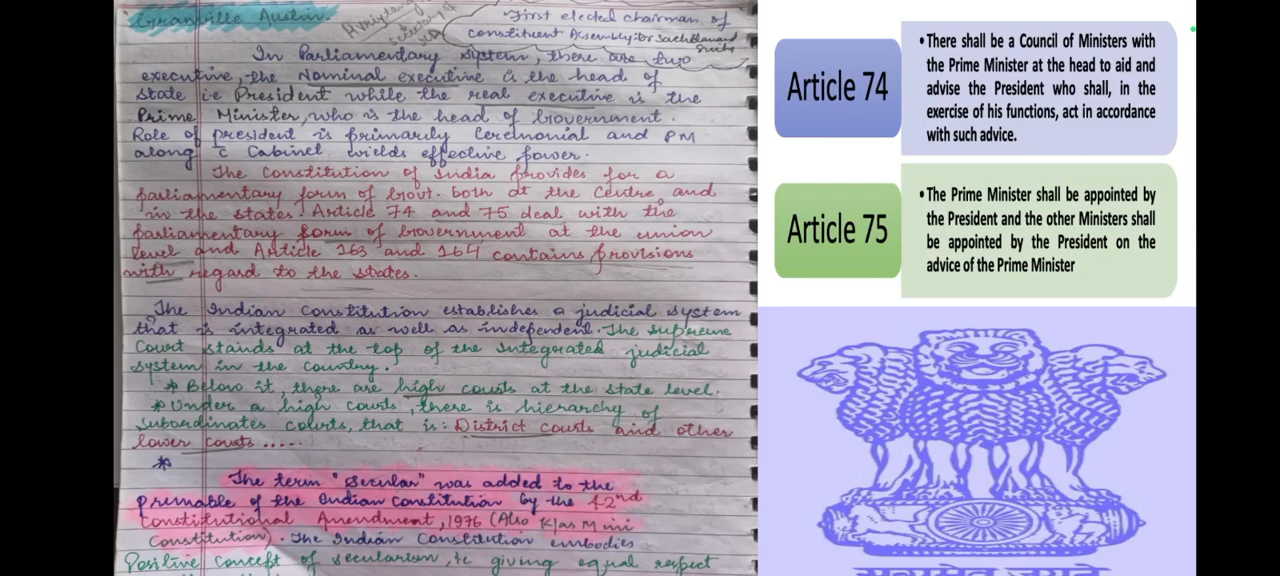 Granville Austin.
First elected chairman of
constituent Assembly: Dr. Sachchanand
Sinha
In Parliamentary system, there are two
executive, the Nominal executive is the head of
state i.e President while the real executive is the
Prime Minister, who is the head of Government.
Role of president is primarily Ceremonial and PM
along c̄ Cabinet wields effective power.
The Constitution of India provides for a
parliamentary form of Govt. both at the Centre and
in the states. Article 74 and 75 deal with the
parliamentary form of Government at the union
level and Article 163 and 164 contains provisions
with regard to the states.
The Indian Constitution establishes a judicial system
that is integrated as well as independent. The Supreme
Court stands at the top of the integrated judicial
system in the country.
* Below it, there are high courts at the state level.
* Under a high courts, there is hierarchy of
subordinates courts, that is: District courts and other
lower courts .....
*
The term "Secular" was added to the
primable of the Indian constitution by the 42nd
Constitutional Amendment, 1976 (Also K/as Mini
Constitution). The Indian Constitution embodies
Positive concept of secularism, ie giving equal respect
Article 74
• There shall be a Council of Ministers with
the Prime Minister at the head to aid and
advise the President who shall, in the
exercise of his functions, act in accordance
with such advice.
Article 75
• The Prime Minister shall be appointed by
the President and the other Ministers shall
be appointed by the President on the
advice of the Prime Minister